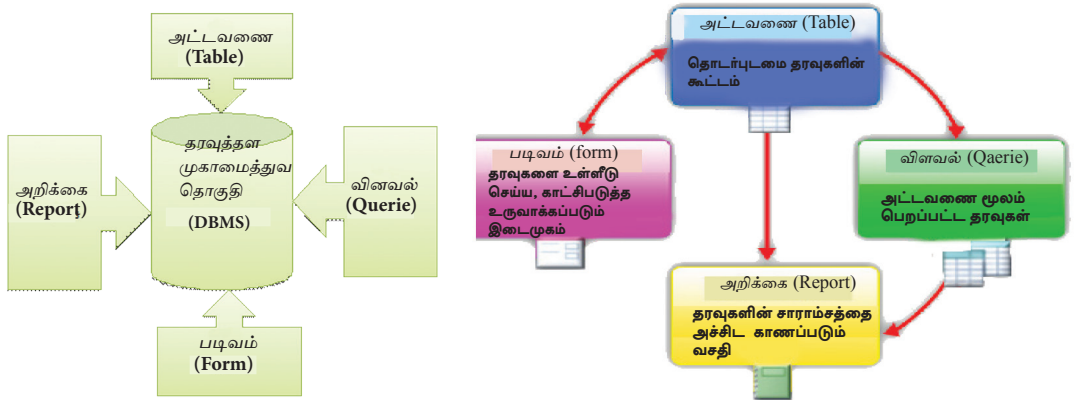 அட்டவணை
(Table)
அறிக்கை
(Report)
தரவுத்தள
முகாமைத்துவ
தொகுதி
(DBMS)
வினவல்
(Querie)
படிவம்
(Form)
அட்டவணை (Table)
தொடர்புடமை தரவுகளின்
கூட்டம்
படிவம் (form)
தரவுகளை உள்ளீடு
செய்ய, காட்சிபடுத்த
உருவாக்கப்படும்
இடைமுகம்
விளவல் (Qaerie)
அட்டவணை மூலம்
பெறப்பட்ட தரவுகள்
அறிக்கை (Report)
தரவுகளின் சாராம்சத்தை
அச்சிட காணப்படும்
வசதி